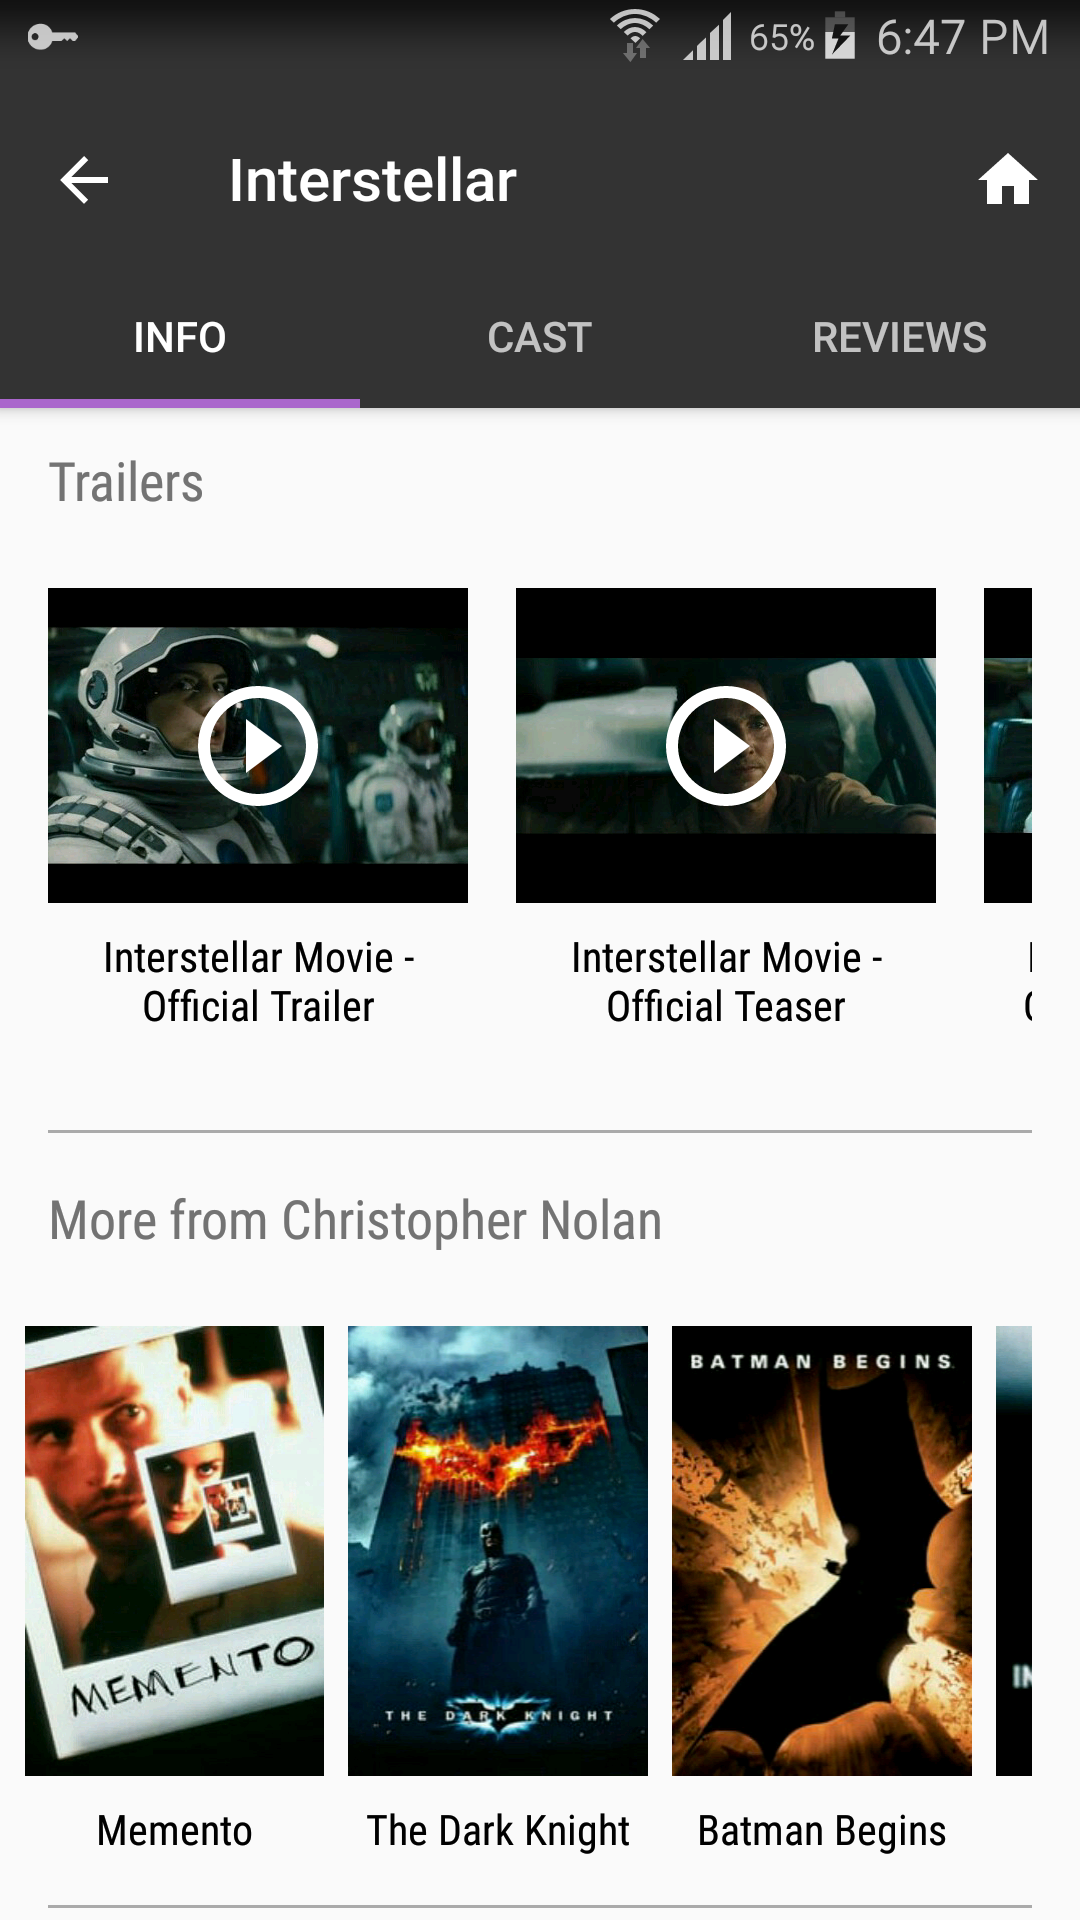 65% 6:47 PM
Interstellar
INFO CAST REVIEWS
Trailers
Interstellar Movie -
Official Trailer
Interstellar Movie -
Official Teaser
More from Christopher Nolan
MEMENTO
THE DARK KNIGHT
BATMAN BEGINS
Memento
The Dark Knight
Batman Begins